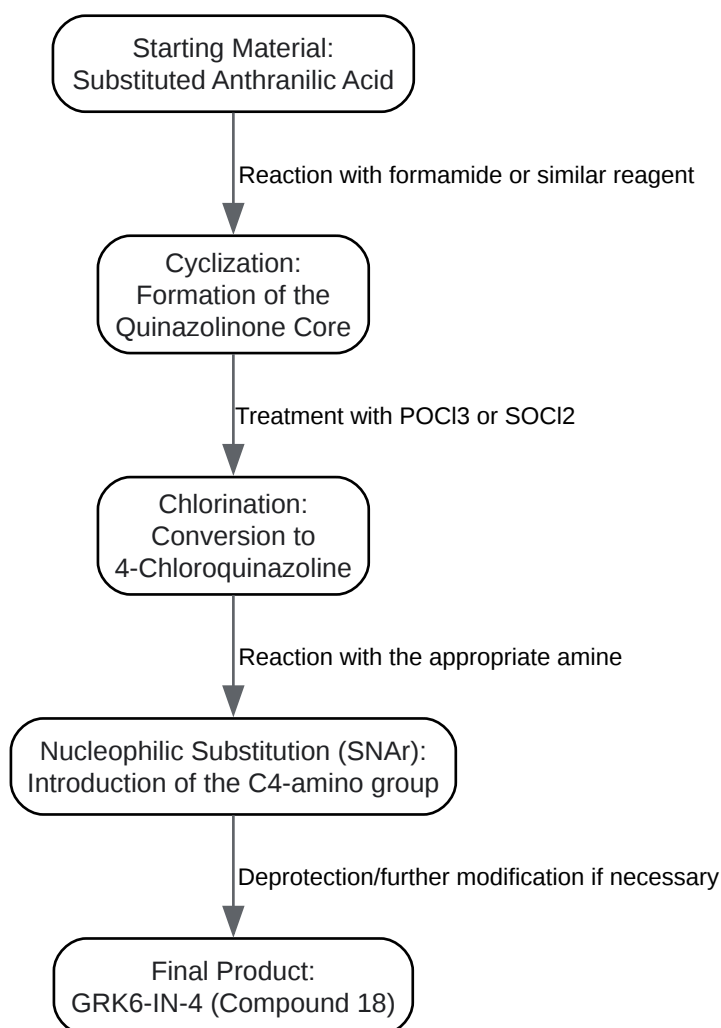 Starting Material:
Substituted Anthranilic Acid
Reaction with formamide or similar reagent
Cyclization:
Formation of the
Quinazolinone Core
Treatment with POCl3 or SOCl2
Chlorination:
Conversion to
4-Chloroquinazoline
Reaction with the appropriate amine
Nucleophilic Substitution (SNAr):
Introduction of the C4-amino group
Deprotection/further modification if necessary
Final Product:
GRK6-IN-4 (Compound 18)